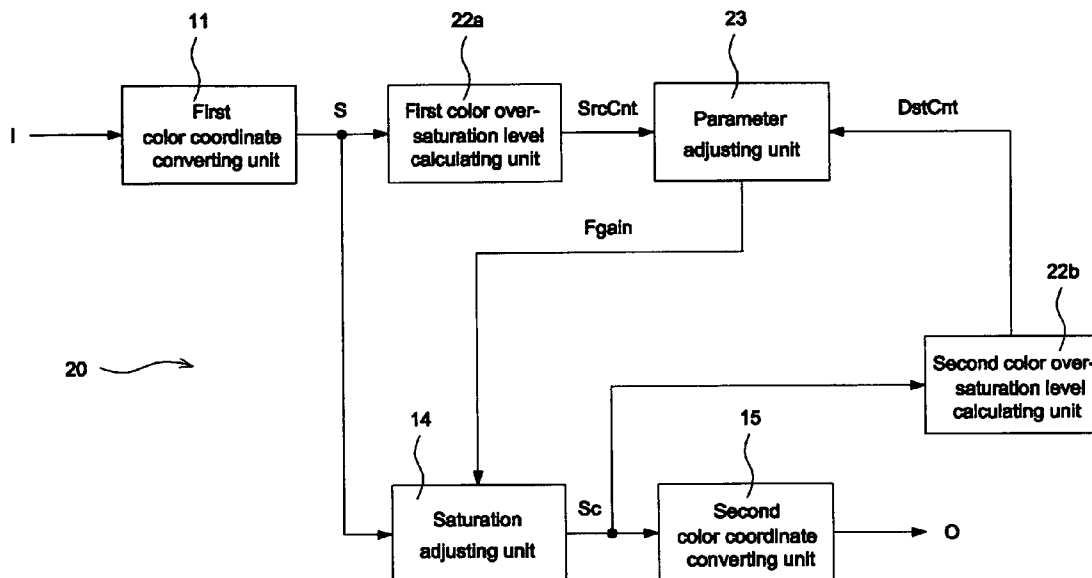 11
22a
23
First
color coordinate
converting unit
S
First color over-
saturation level
calculating unit
SrcCnt
Parameter
adjusting unit
DstCnt
I
Fgain
22b
20
Second color over-
saturation level
calculating unit
14
15
Saturation
adjusting unit
Sc
Second
color coordinate
converting unit
O